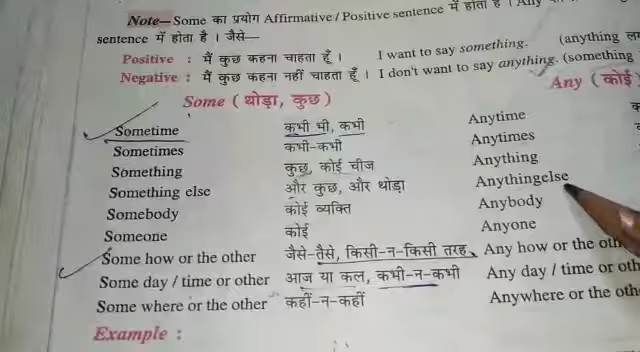 Note—Some का प्रयोग Affirmative / Positive sentence में होता है । Any
sentence में होता है । जैसे—
Positive : मैं कुछ कहना चाहता हूँ । I want to say something. (anything
Negative : मैं कुछ कहना नहीं चाहता हूँ । I don't want to say anything. (something
Some ( थोड़ा, कुछ ) Any ( कोई
Sometime कभी भी, कभी Anytime
Sometimes कभी-कभी Anytimes
Something कुछ, कोई चीज Anything
Something else और कुछ, और थोड़ा Anythingelse
Somebody कोई व्यक्ति Anybody
Someone कोई Anyone
Some how or the other जैसे-तैसे, किसी-न-किसी तरह Any how or the
Some day / time or other आज या कल, कभी-न-कभी Any day / time or
Some where or the other कहीं-न-कहीं Anywhere or the
Example :